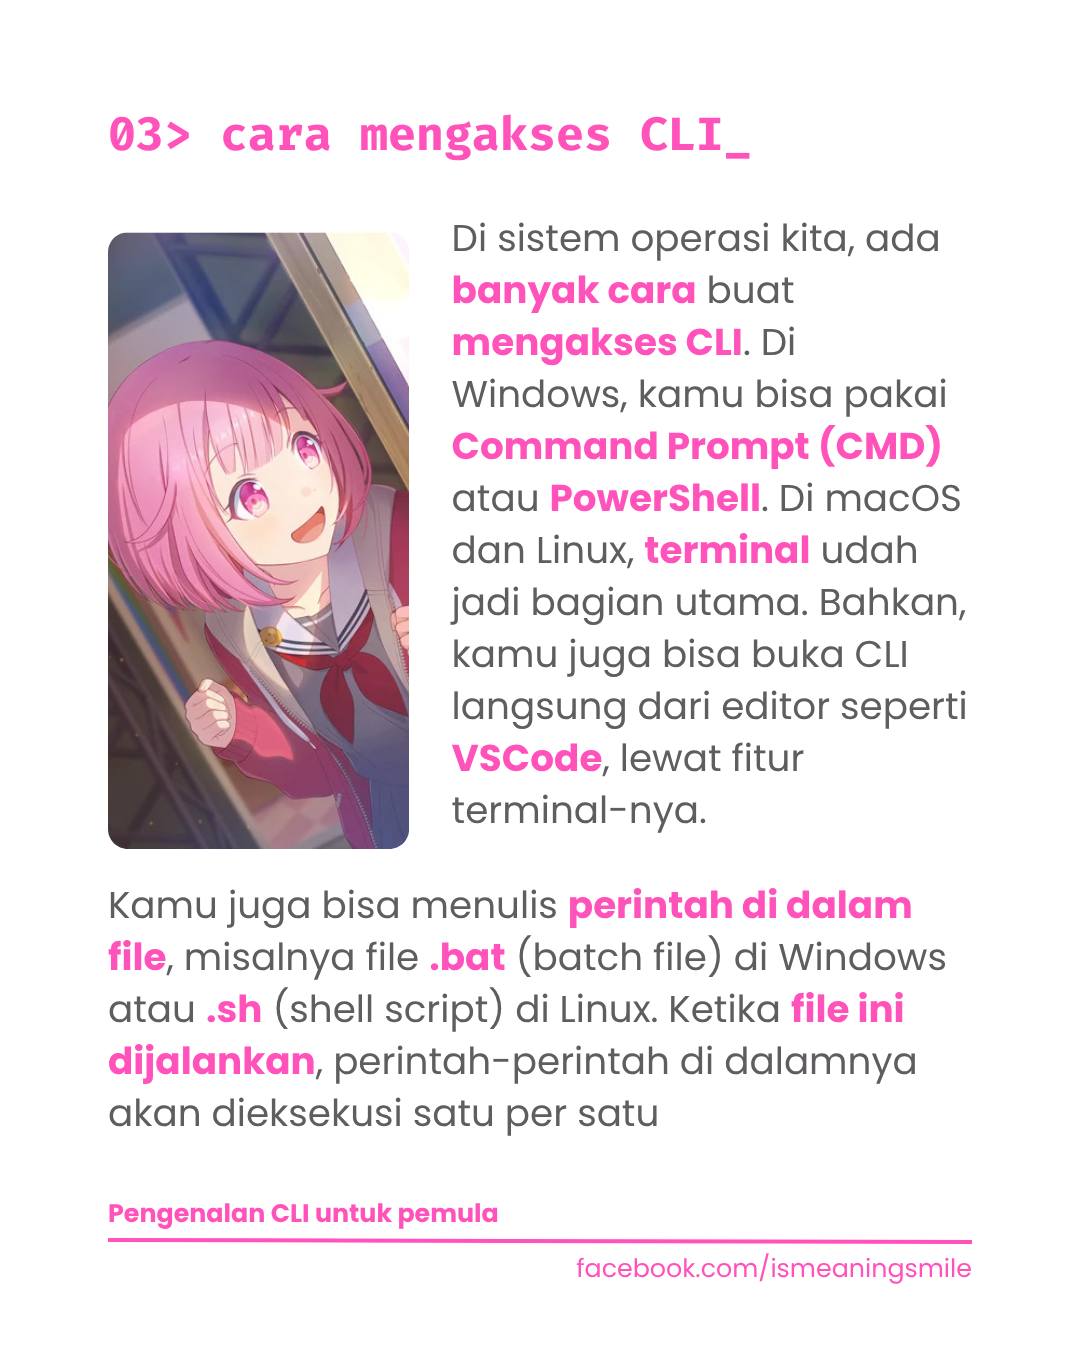 03> cara mengakses CLI_
Di sistem operasi kita, ada
banyak cara buat
mengakses CLI. Di
Windows, kamu bisa pakai
Command Prompt (CMD)
atau PowerShell. Di macOS
dan Linux, terminal udah
jadi bagian utama. Bahkan,
kamu juga bisa buka CLI
langsung dari editor seperti
VSCode, lewat fitur
terminal-nya.
Kamu juga bisa menulis perintah di dalam
file, misalnya file .bat (batch file) di Windows
atau .sh (shell script) di Linux. Ketika file ini
dijalankan, perintah-perintah di dalamnya
akan dieksekusi satu per satu
Pengenalan CLI untuk pemula
facebook.com/ismeaningsmile